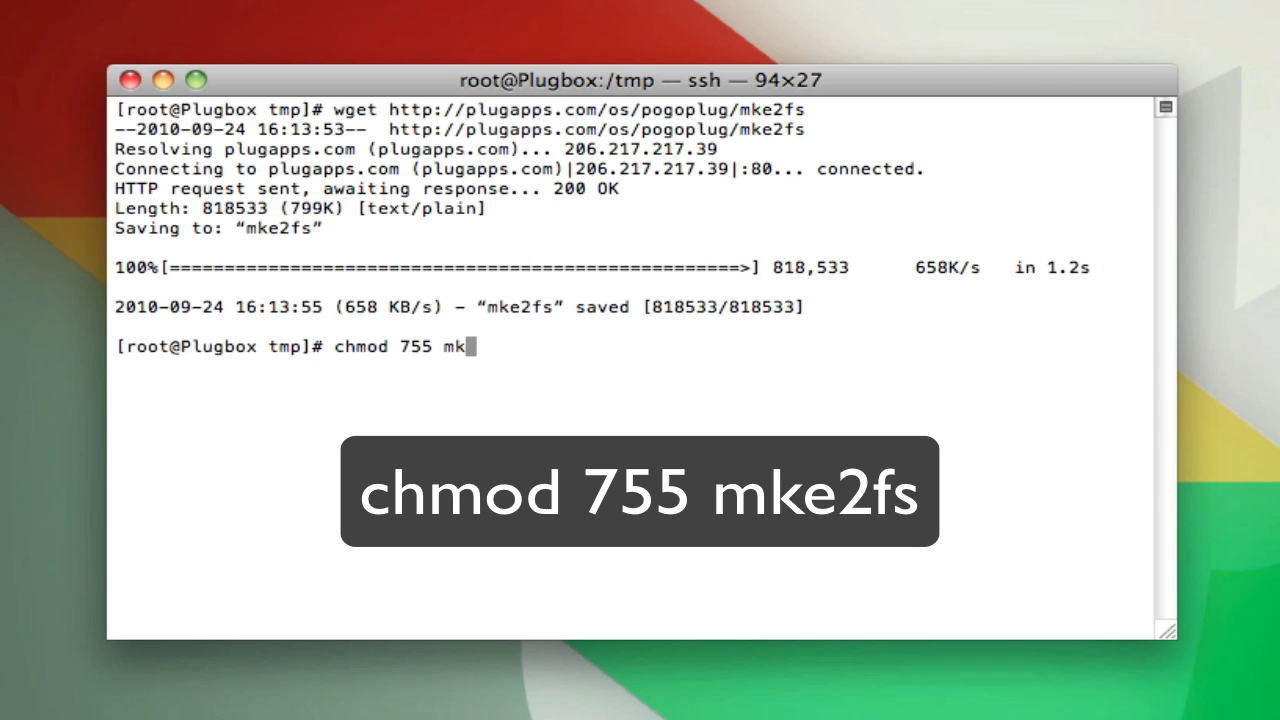 root@Plugbox:/tmp — ssh — 94×27
[root@Plugbox tmp]# wget http://plugapps.com/os/pogoplug/mke2fs
--2010-09-24 16:13:53--  http://plugapps.com/os/pogoplug/mke2fs
Resolving plugapps.com (plugapps.com)... 206.217.217.39
Connecting to plugapps.com (plugapps.com)|206.217.217.39|:80... connected.
HTTP request sent, awaiting response... 200 OK
Length: 818533 (799K) [text/plain]
Saving to: “mke2fs”
100%[====================================================>] 818,533      658K/s   in 1.2s
2010-09-24 16:13:55 (658 KB/s) - “mke2fs” saved [818533/818533]
[root@Plugbox tmp]# chmod 755 mk
chmod 755 mke2fs